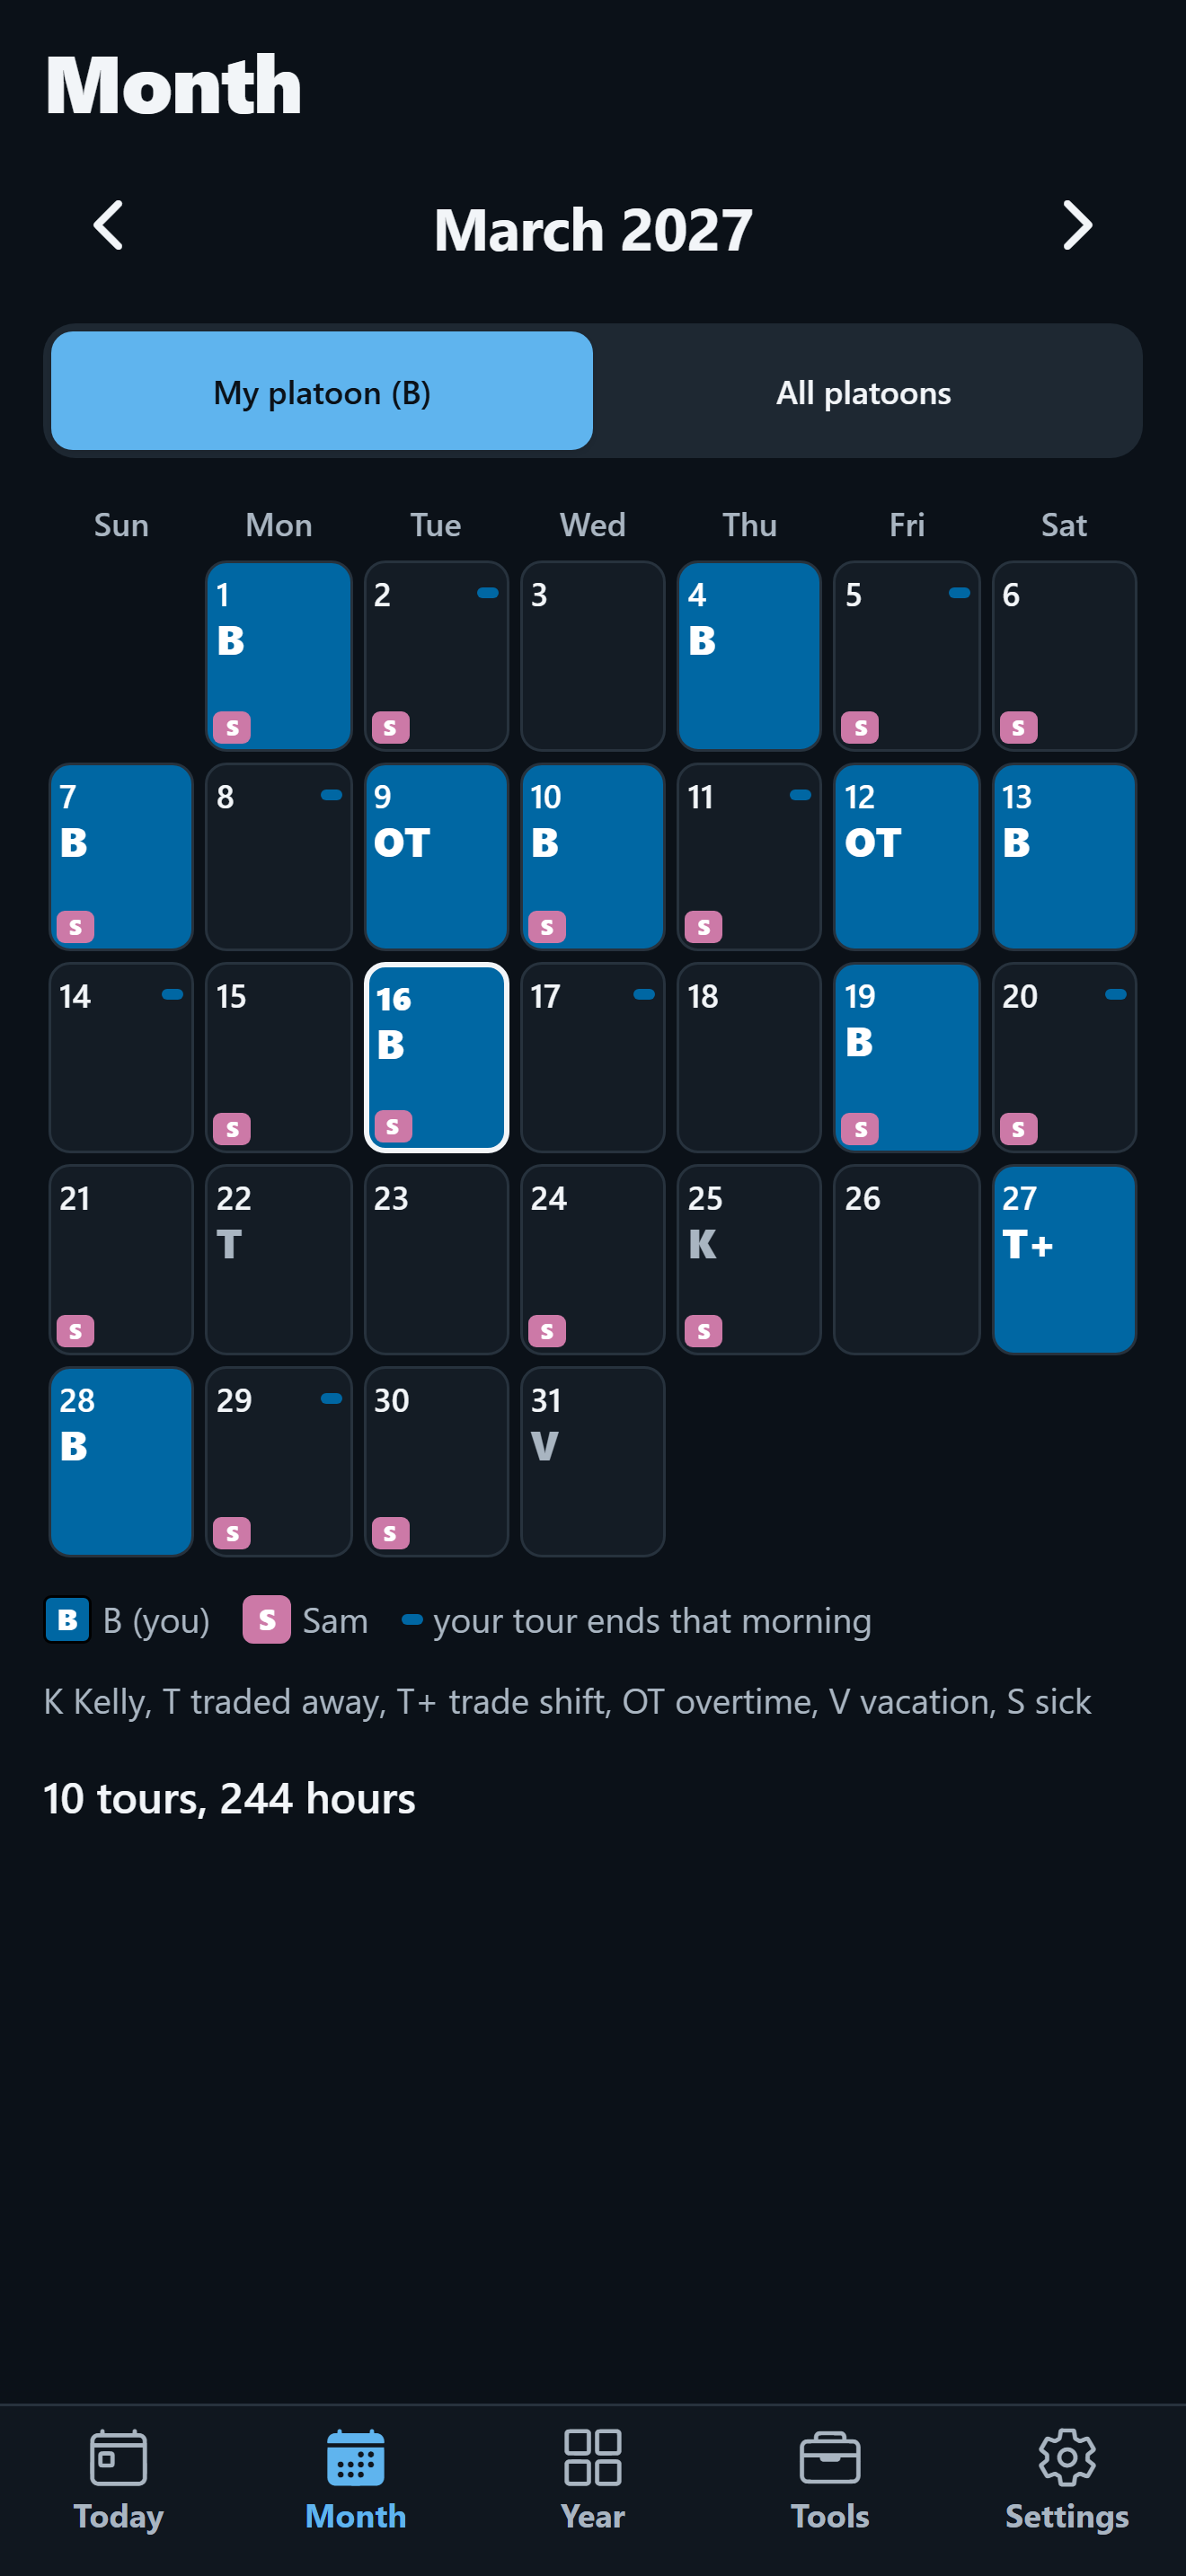 Month
March 2027
My platoon (B) All platoons
Sun Mon Tue Wed Thu Fri Sat
1 2 3 4 5 6
B B
S S S S
7 8 9 10 11 12 13
B OT B OT B
S S S
14 15 16 17 18 19 20
B B
S S S S
21 22 23 24 25 26 27
T K T+
S S S
28 29 30 31
B V
S S
B B (you) S Sam your tour ends that morning
K Kelly, T traded away, T+ trade shift, OT overtime, V vacation, S sick
10 tours, 244 hours
Today Month Year Tools Settings